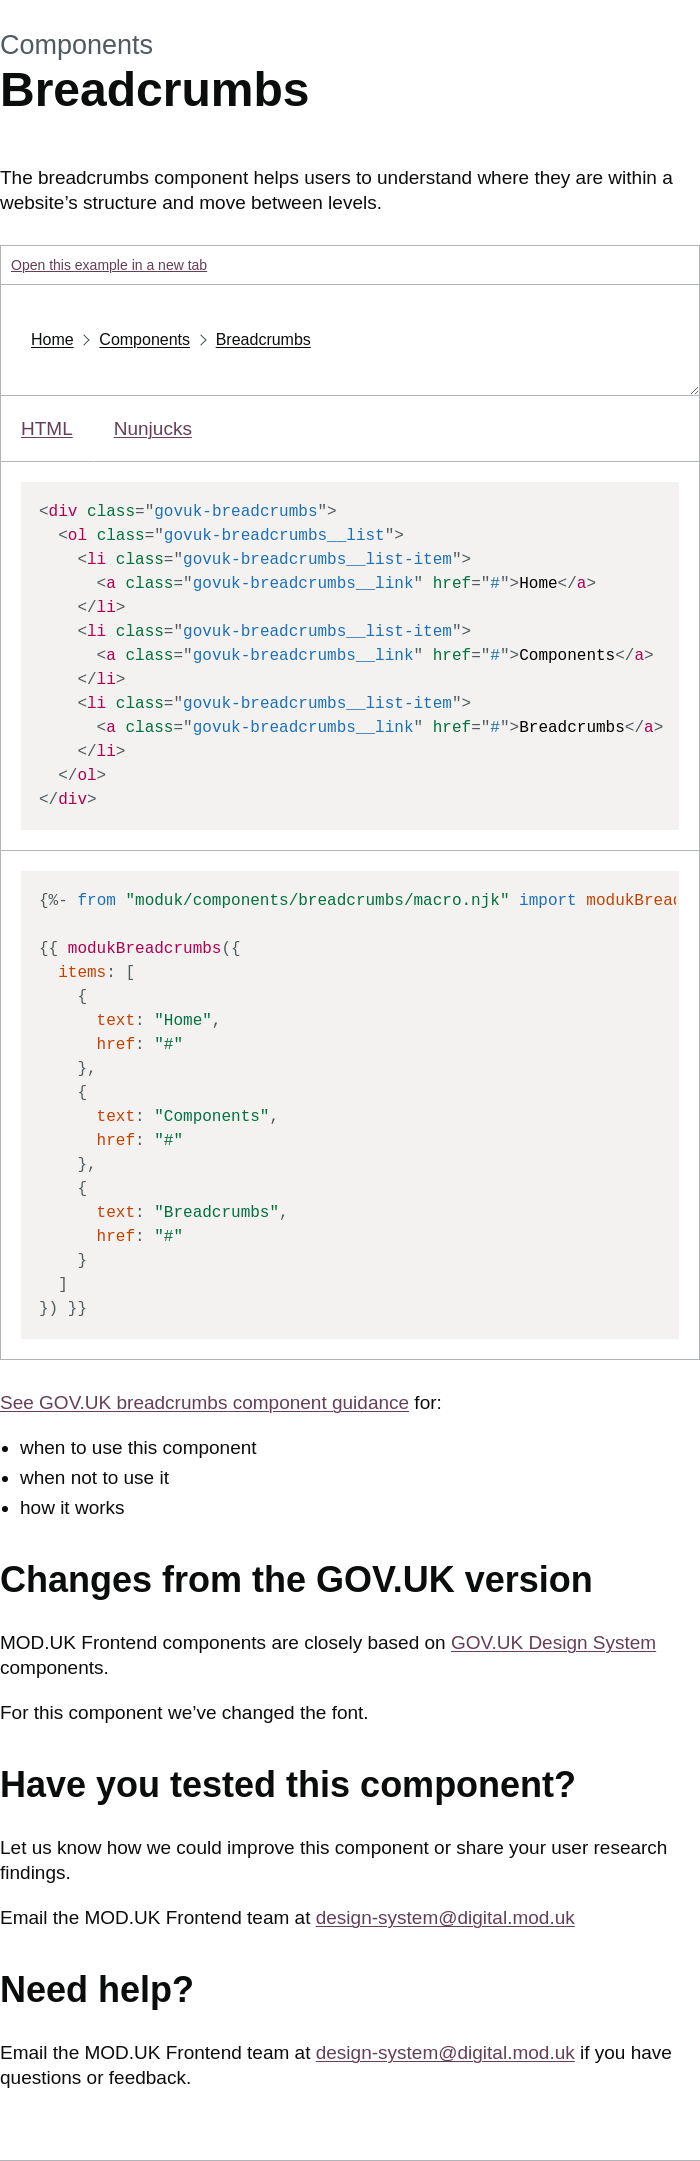 Components
Breadcrumbs
The breadcrumbs component helps users to understand where they are within a
website’s structure and move between levels.
Open this example in a new tab
Home Components Breadcrumbs
HTML Nunjucks
<div class="govuk-breadcrumbs">
  <ol class="govuk-breadcrumbs__list">
    <li class="govuk-breadcrumbs__list-item">
      <a class="govuk-breadcrumbs__link" href="#">Home</a>
    </li>
    <li class="govuk-breadcrumbs__list-item">
      <a class="govuk-breadcrumbs__link" href="#">Components</a>
    </li>
    <li class="govuk-breadcrumbs__list-item">
      <a class="govuk-breadcrumbs__link" href="#">Breadcrumbs</a>
    </li>
  </ol>
</div>
{%- from "moduk/components/breadcrumbs/macro.njk" import modukBread
{{ modukBreadcrumbs({
  items: [
    {
      text: "Home",
      href: "#"
    },
    {
      text: "Components",
      href: "#"
    },
    {
      text: "Breadcrumbs",
      href: "#"
    }
  ]
}) }}
See GOV.UK breadcrumbs component guidance for:
• when to use this component
• when not to use it
• how it works
Changes from the GOV.UK version
MOD.UK Frontend components are closely based on GOV.UK Design System
components.
For this component we’ve changed the font.
Have you tested this component?
Let us know how we could improve this component or share your user research
findings.
Email the MOD.UK Frontend team at design-system@digital.mod.uk
Need help?
Email the MOD.UK Frontend team at design-system@digital.mod.uk if you have
questions or feedback.